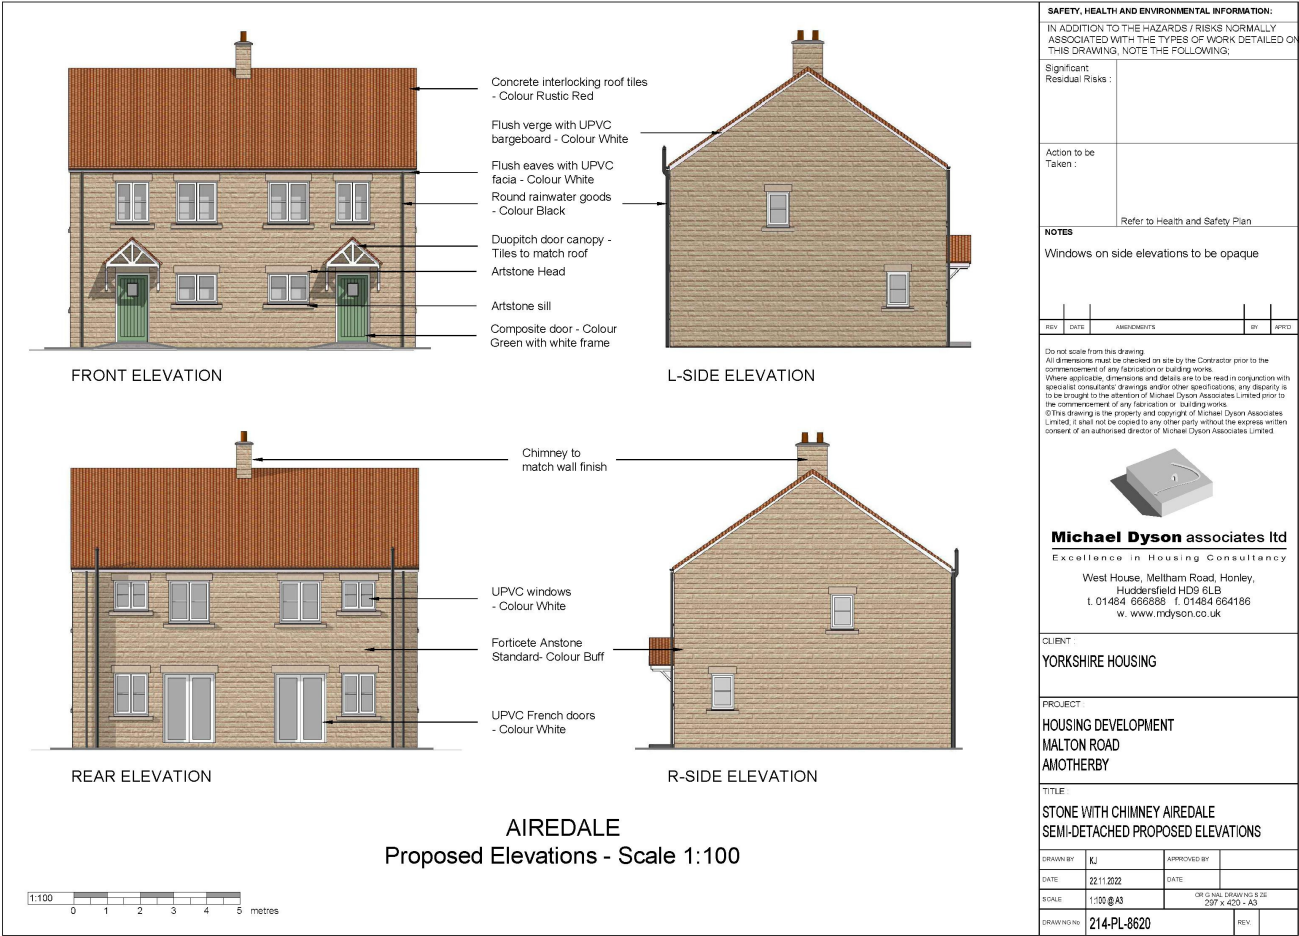 Concrete interlocking roof tiles
- Colour Rustic Red
Flush verge with UPVC
bargeboard - Colour White
Flush eaves with UPVC
facia - Colour White
Round rainwater goods
- Colour Black
Duopitch door canopy -
Tiles to match roof
Artstone Head
Artstone sill
Composite door - Colour
Green with white frame
FRONT ELEVATION
L-SIDE ELEVATION
Chimney to
match wall finish
UPVC windows
- Colour White
Forticete Anstone
Standard- Colour Buff
UPVC French doors
- Colour White
REAR ELEVATION
R-SIDE ELEVATION
AIREDALE
Proposed Elevations - Scale 1:100
1:100
0 1 2 3 4 5 metres
SAFETY, HEALTH AND ENVIRONMENTAL INFORMATION:
IN ADDITION TO THE HAZARDS / RISKS NORMALLY
ASSOCIATED WITH THE TYPES OF WORK DETAILED ON
THIS DRAWING, NOTE THE FOLLOWING;
Significant
Residual Risks :
Action to be
Taken :
Refer to Health and Safety Plan
NOTES
Windows on side elevations to be opaque
REV DATE AMENDMENTS BY APR'D
Do not scale from this drawing.
All dimensions must be checked on site by the Contractor prior to the
commencement of any fabrication or building works.
Where applicable, dimensions and details are to be read in conjunction with
specialist consultants' drawings and/or other specifications, any disparity is
to be brought to the attention of Michael Dyson Associates Limited prior to
the commencement of any fabrication or building works.
©This drawing is the property and copyright of Michael Dyson Associates
Limited, it shall not be copied to any other party without the express written
consent of an authorised director of Michael Dyson Associates Limited.
Michael Dyson associates ltd
Excellence in Housing Consultancy
West House, Meltham Road, Honley,
Huddersfield HD9 6LB
t. 01484 666888 f. 01484 664186
w. www.mdyson.co.uk
CLIENT :
YORKSHIRE HOUSING
PROJECT :
HOUSING DEVELOPMENT
MALTON ROAD
AMOTHERBY
TITLE :
STONE WITH CHIMNEY AIREDALE
SEMI-DETACHED PROPOSED ELEVATIONS
DRAWN BY KJ APPROVED BY
DATE 22.11.2022 DATE
SCALE 1:100 @ A3 ORIGINAL DRAWING SIZE
297 x 420 - A3
DRAWING No 214-PL-8620 REV.